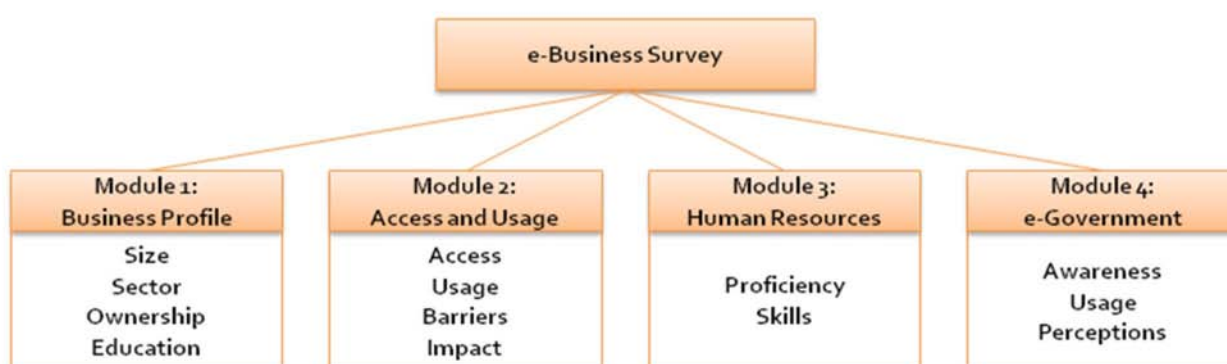 e-Business Survey
Module 1:
Business Profile
Size
Sector
Ownership
Education
Module 2:
Access and Usage
Access
Usage
Barriers
Impact
Module 3:
Human Resources
Proficiency
Skills
Module 4:
e-Government
Awareness
Usage
Perceptions